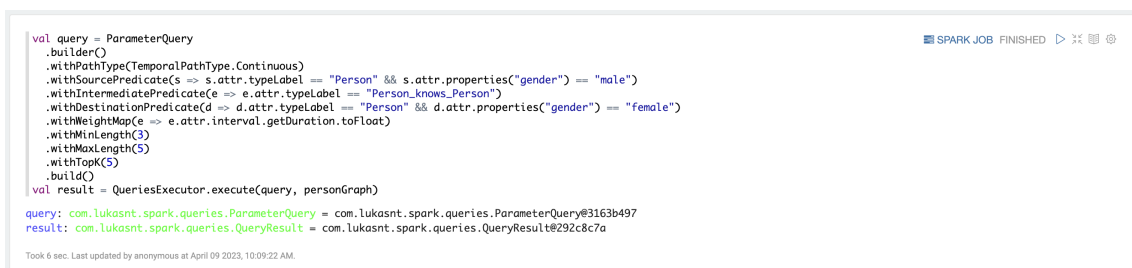 val query = ParameterQuery
SPARK JOB FINISHED
.builder()
.withPathType(TemporalPathType.Continuous)
.withSourcePredicate(s => s.attr.typeLabel == "Person" && s.attr.properties("gender") == "male")
.withIntermediatePredicate(e => e.attr.typeLabel == "Person_knows_Person")
.withDestinationPredicate(d => d.attr.typeLabel == "Person" && d.attr.properties("gender") == "female")
.withWeightMap(e => e.attr.interval.getDuration.toFloat)
.withMinLength(3)
.withMaxLength(5)
.withTopK(5)
.build()
val result = QueriesExecutor.execute(query, personGraph)
query: com.lukasnt.spark.queries.ParameterQuery = com.lukasnt.spark.queries.ParameterQuery@3163b497
result: com.lukasnt.spark.queries.QueryResult = com.lukasnt.spark.queries.QueryResult@292c8c7a
Took 6 sec. Last updated by anonymous at April 09 2023, 10:09:22 AM.